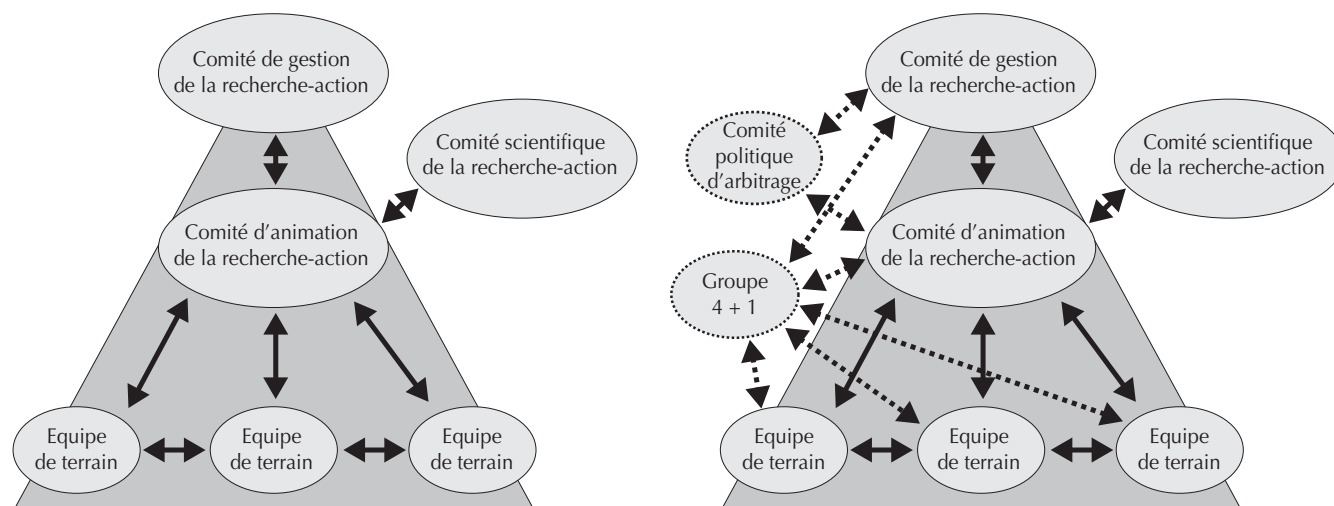 Comité de gestion
de la recherche-action
Comité scientifique
de la recherche-action
Comité d'animation
de la recherche-action
Equipe
de terrain
Equipe
de terrain
Equipe
de terrain
Comité de gestion
de la recherche-action
Comité
politique
d'arbitrage
Comité scientifique
de la recherche-action
Comité d'animation
de la recherche-action
Groupe
4 + 1
Equipe
de terrain
Equipe
de terrain
Equipe
de terrain